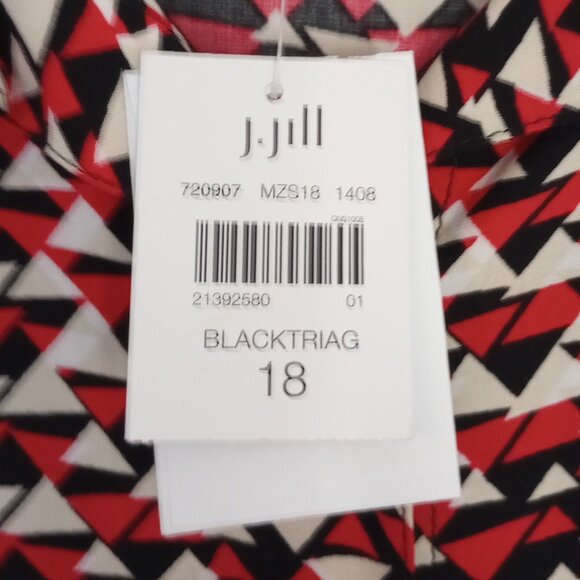 j.jill
720907 MZS18 1408
21392580 01
BLACKTRIAG
18